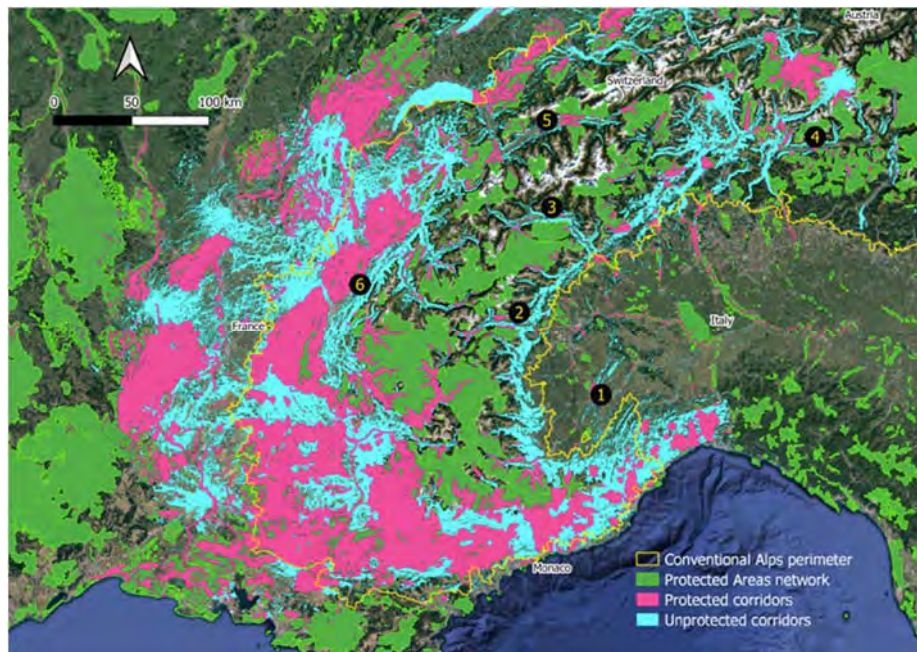 Austria
Switzerland
0 50 100 km
5
4
3
6
2
France
Italy
1
Monaco
Conventional Alps perimeter
Protected Areas network
Protected corridors
Unprotected corridors